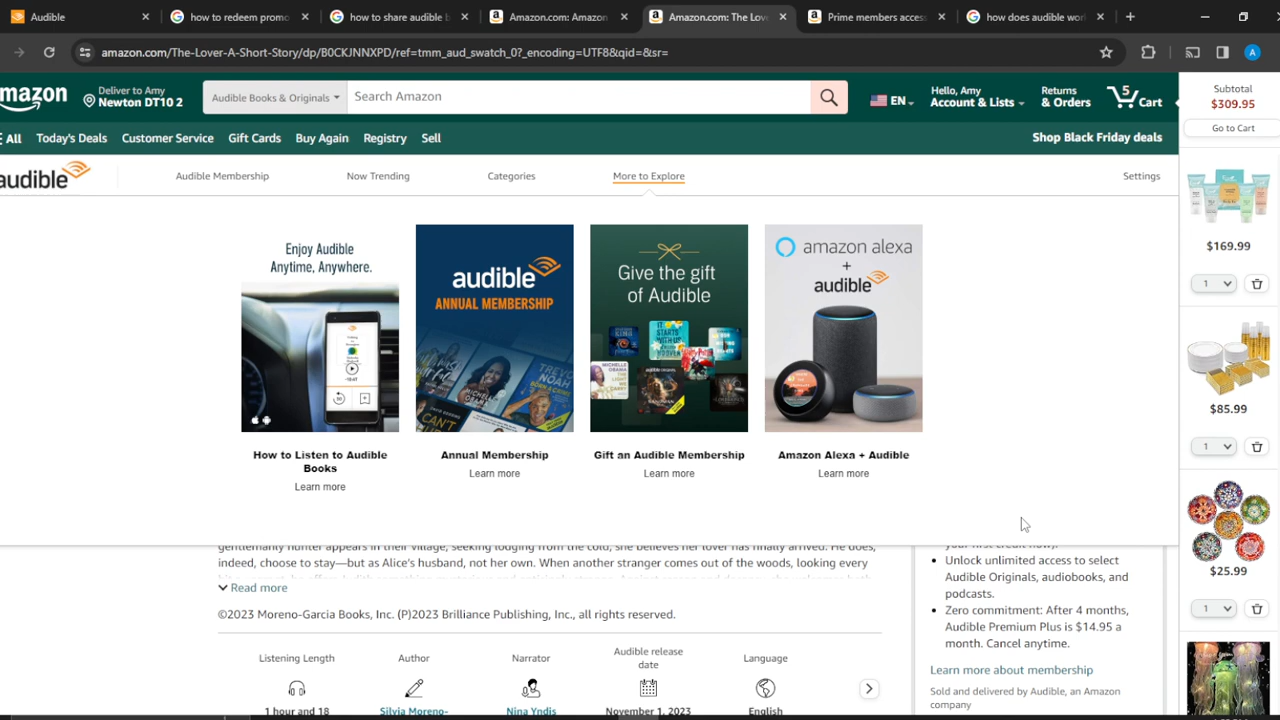 Audible
how to redeem promo
how to share audible b
Amazon.com: Amazon
Amazon.com: The Lov
Prime members acces
how does audible wor
amazon.com/The-Lover-A-Short-Story/dp/B0CKJNNXPD/ref=tmm_aud_swatch_0?_encoding=UTF8&qid=&sr=
A
mazon
Deliver to Amy
Newton DT10 2
Audible Books & Originals
Search Amazon
EN
Hello, Amy
Account & Lists
Returns
& Orders
5
Cart
All
Today's Deals
Customer Service
Gift Cards
Buy Again
Registry
Sell
Shop Black Friday deals
Subtotal
$309.95
Go to Cart
audible
Audible Membership
Now Trending
Categories
More to Explore
Settings
Enjoy Audible
Anytime, Anywhere.
audible
ANNUAL MEMBERSHIP
TREVOR
NOAH
Give the gift
of Audible
amazon alexa
+
audible
How to Listen to Audible
Books
Learn more
Annual Membership
Learn more
Gift an Audible Membership
Learn more
Amazon Alexa + Audible
Learn more
$169.99
1
$85.99
1
$25.99
1
gentlemanly hunter appears in their village, seeking lodging from the cold, she believes her lover has finally arrived. He does,
indeed, choose to stay—but as Alice's husband, not her own. When another stranger comes out of the woods, looking every
Read more
©2023 Moreno-Garcia Books, Inc. (P)2023 Brilliance Publishing, Inc., all rights reserved.
Listening Length
Author
Narrator
Audible release
date
Language
1 hour and 18
Silvia Moreno-
Nina Yndis
November 1, 2023
English
your first credit now).
Unlock unlimited access to select
Audible Originals, audiobooks, and
podcasts.
Zero commitment: After 4 months,
Audible Premium Plus is $14.95 a
month. Cancel anytime.
Learn more about membership
Sold and delivered by Audible, an Amazon
company